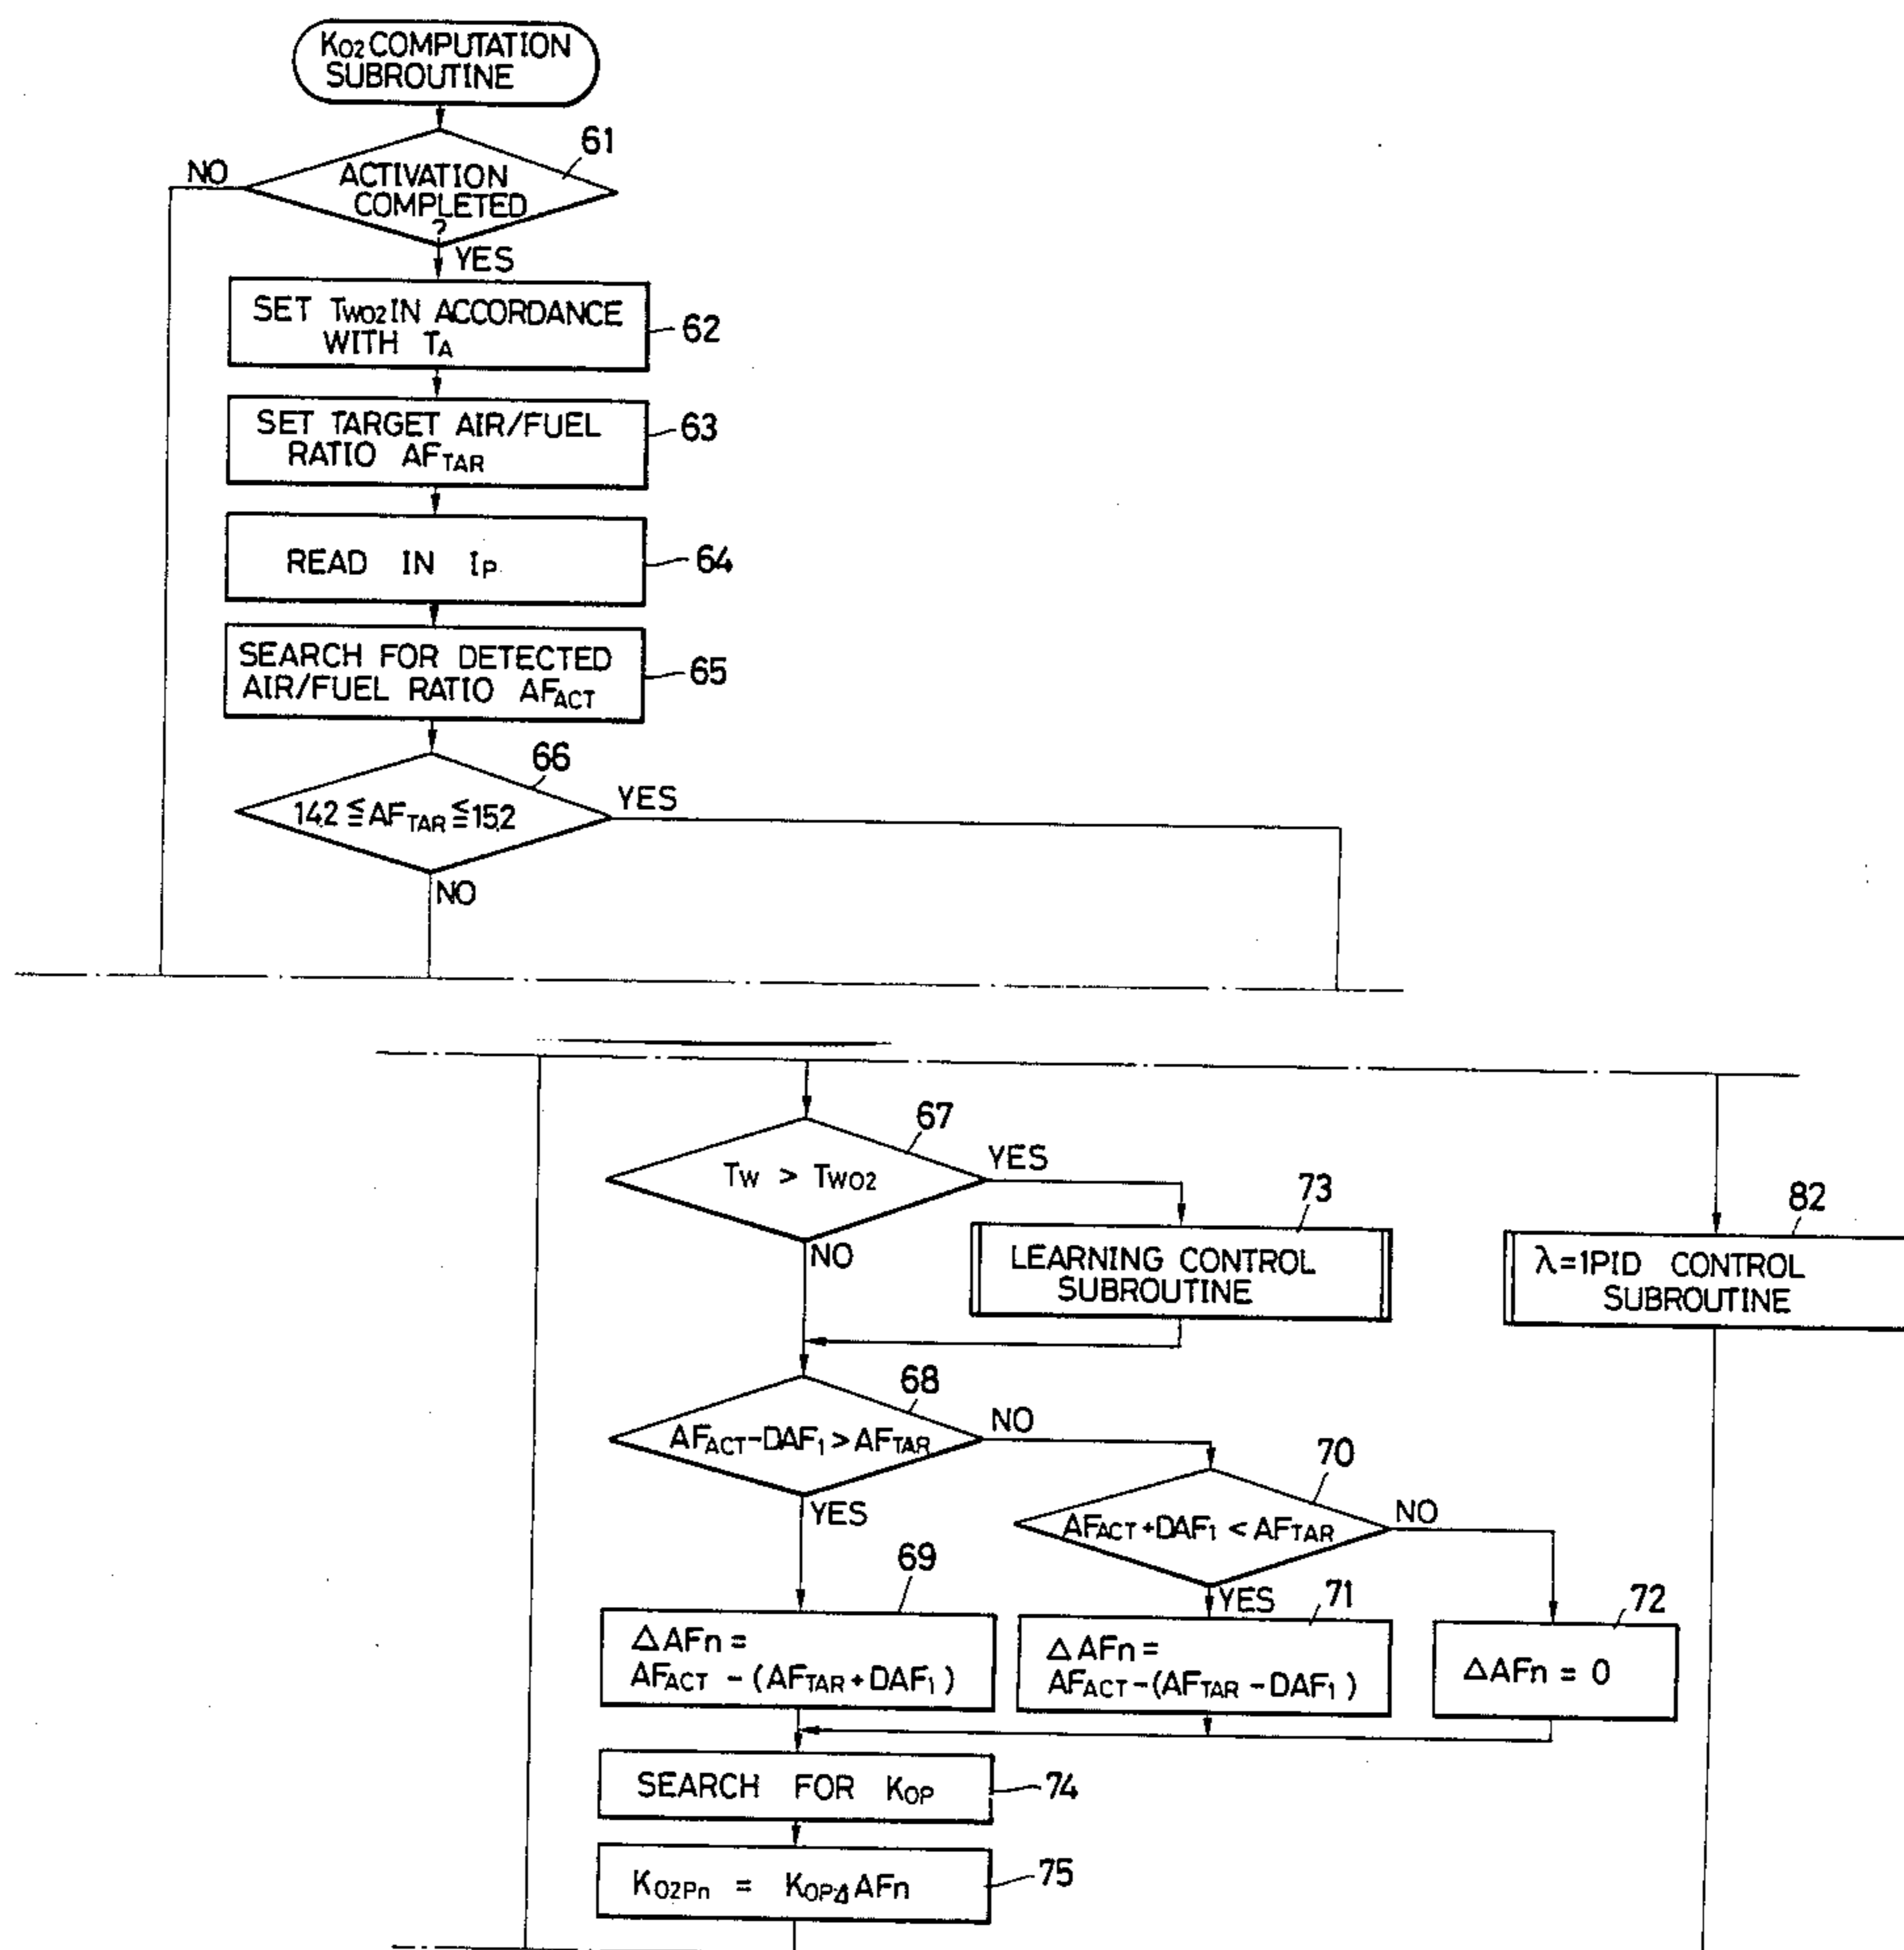 KO2 COMPUTATION
SUBROUTINE
61
NO
ACTIVATION
COMPLETED
?
YES
SET TWO2 IN ACCORDANCE
WITH TA
62
SET TARGET AIR/FUEL
RATIO AFTAR
63
READ IN IP
64
SEARCH FOR DETECTED
AIR/FUEL RATIO AFACT
65
66
14.2 ≦ AFTAR ≦ 15.2
YES
NO
67
TW > TWO2
YES
NO
73
LEARNING CONTROL
SUBROUTINE
82
λ=1PID CONTROL
SUBROUTINE
68
AFACT-DAF1 > AFTAR
NO
YES
70
AFACT+DAF1 < AFTAR
NO
YES
69
ΔAFn =
AFACT - (AFTAR + DAF1)
71
ΔAFn =
AFACT - (AFTAR - DAF1)
72
ΔAFn = 0
SEARCH FOR KOP
74
KO2Pn = KOP·ΔAFn
75